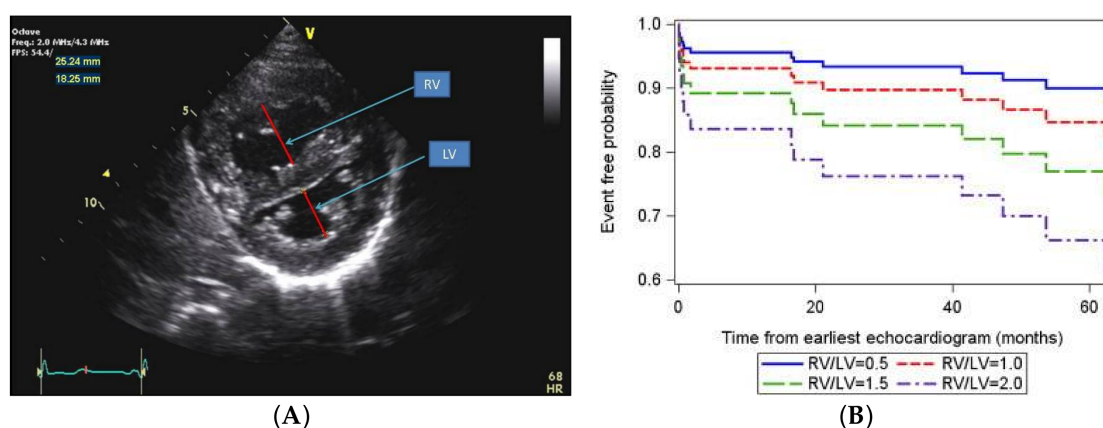 Octave
Freq.: 2.0 MHz/4.3 MHz
FPS: 54.4/
25.24 mm
18.25 mm
V
5
10
RV
LV
68
HR
(A)
Event free probability
1.0
0.9
0.8
0.7
0.6
0 20 40 60
Time from earliest echocardiogram (months)
RV/LV=0.5 RV/LV=1.0
RV/LV=1.5 RV/LV=2.0
(B)